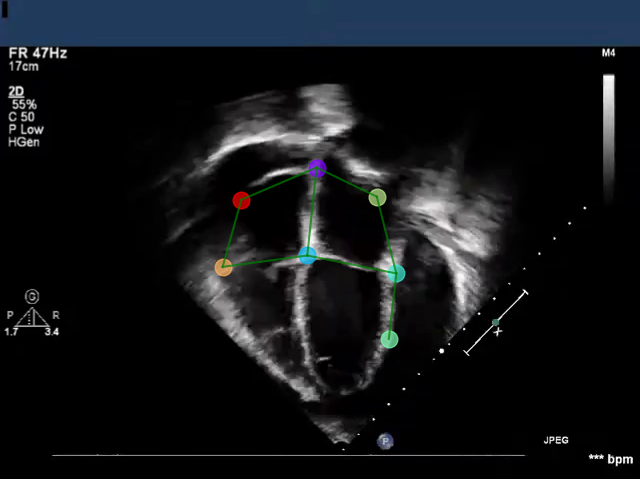 FR 47Hz
17cm
M4
2D
55%
C 50
P Low
HGen
G
P R
1.7 3.4
x
P
JPEG
*** bpm